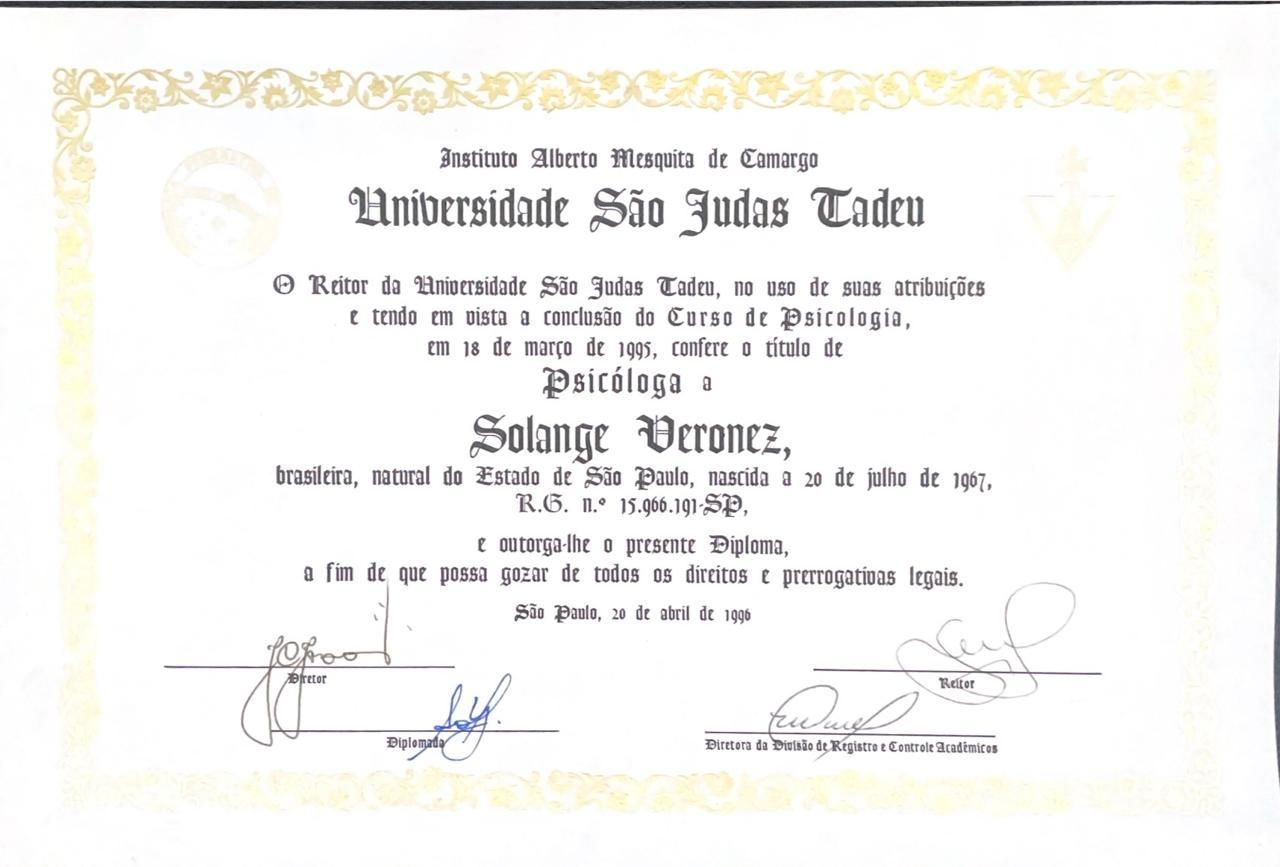 Instituto Alberto Mesquita de Camargo
Universidade São Judas Tadeu
O Reitor da Universidade São Judas Tadeu, no uso de suas atribuições
e tendo em vista a conclusão do Curso de Psicologia,
em 18 de março de 1995, confere o título de
Psicóloga a
Solange Veronez,
brasileira, natural do Estado de São Paulo, nascida a 20 de julho de 1967,
R.G. n.º 15.966.191-SP,
e outorga-lhe o presente Diploma,
a fim de que possa gozar de todos os direitos e prerrogativas legais.
São Paulo, 20 de abril de 1996
Diretor
Reitor
Diplomada
Diretora da Divisão de Registro e Controle Acadêmicos